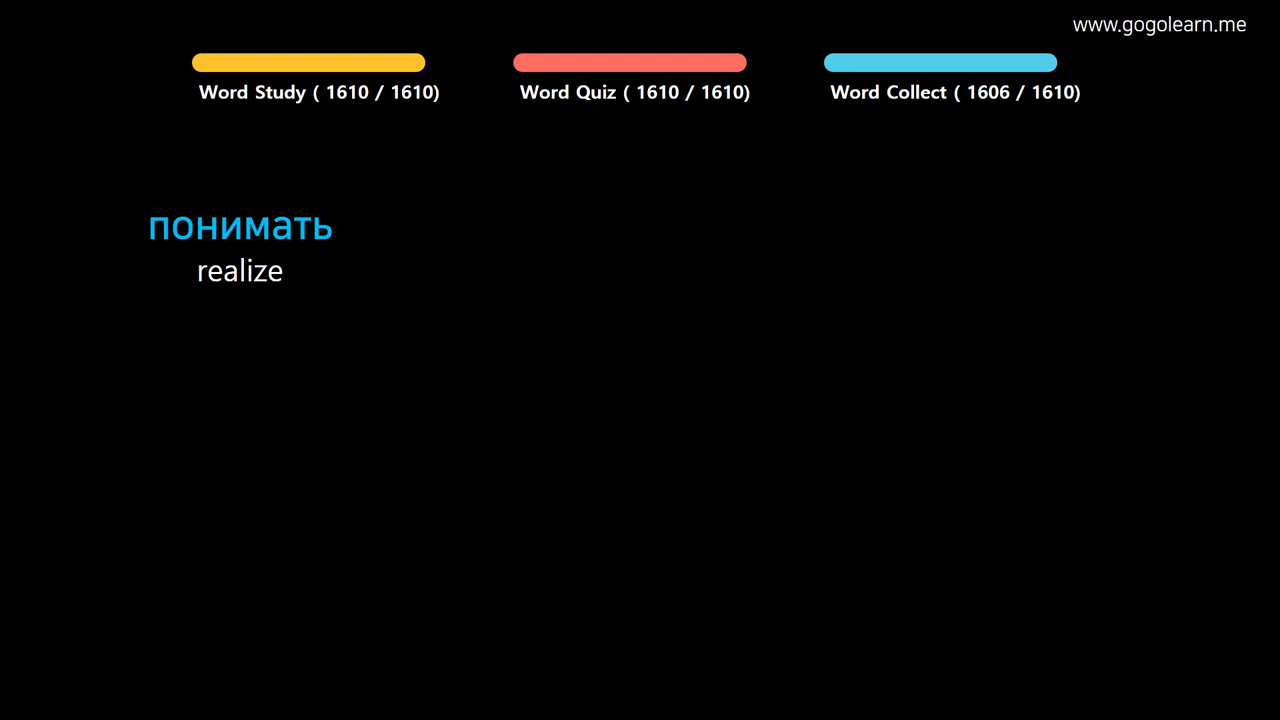 www.gogolearn.me
Word Study ( 1610 / 1610)
Word Quiz ( 1610 / 1610)
Word Collect ( 1606 / 1610)
понимать
realize